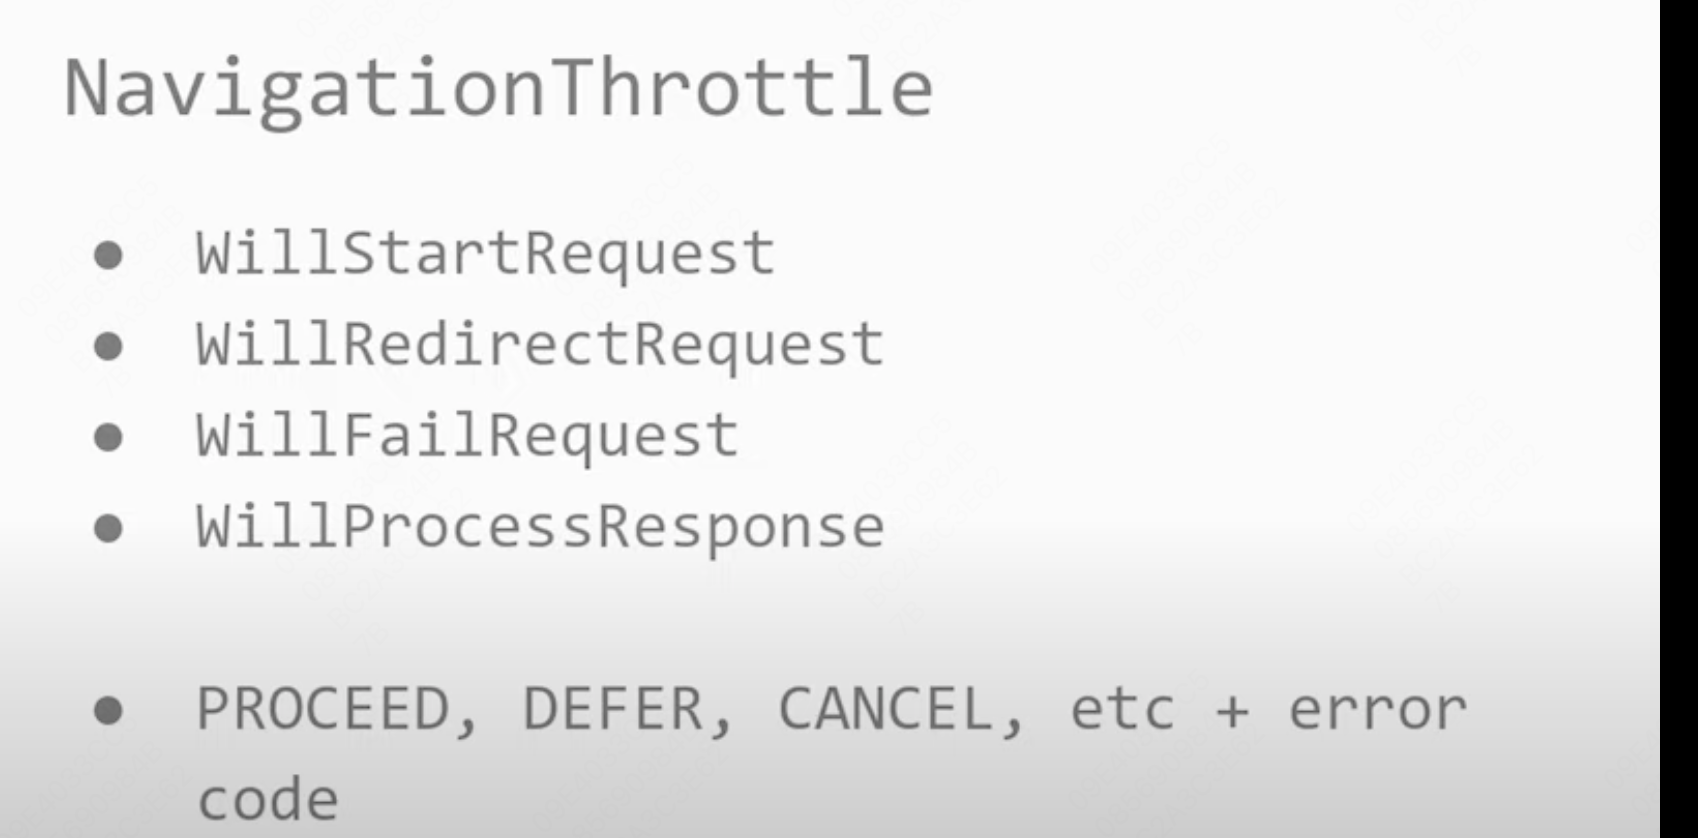 NavigationThrottle
● WillStartRequest
● WillRedirectRequest
● WillFailRequest
● WillProcessResponse
● PROCEED, DEFER, CANCEL, etc + error
code